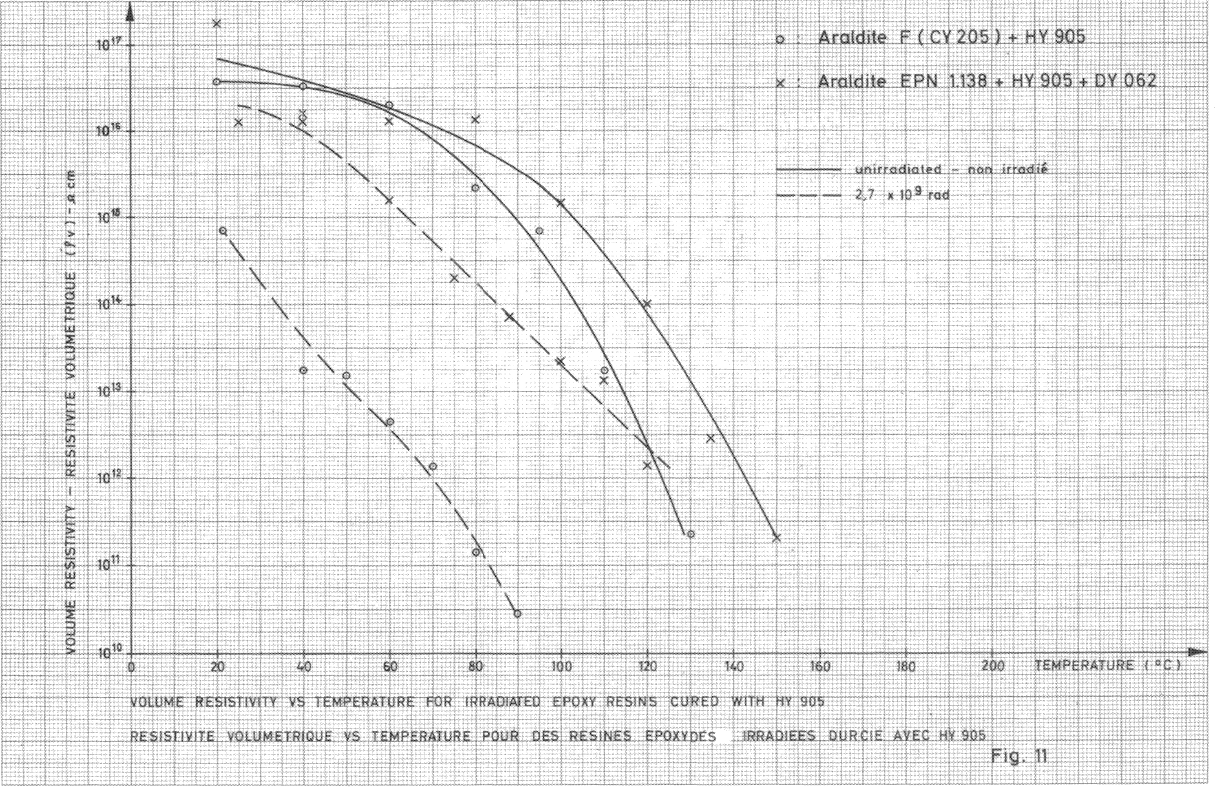 VOLUME RESISTIVITY - RESISTIVITE VOLUMETRIQUE (ρv) - Ω cm
10¹⁷
10¹⁶
10¹⁵
10¹⁴
10¹³
10¹²
10¹¹
10¹⁰
o : Araldite F (CY 205) + HY 905
x : Araldite EPN 1.138 + HY 905 + DY 062
unirradiated - non irradié
2,7 x 10⁹ rad
0 20 40 60 80 100 120 140 160 180 200 TEMPERATURE (°C)
VOLUME RESISTIVITY VS TEMPERATURE FOR IRRADIATED EPOXY RESINS CURED WITH HY 905
RESISTIVITE VOLUMETRIQUE VS TEMPERATURE POUR DES RESINES EPOXYDES IRRADIEES DURCIE AVEC HY 905
Fig. 11